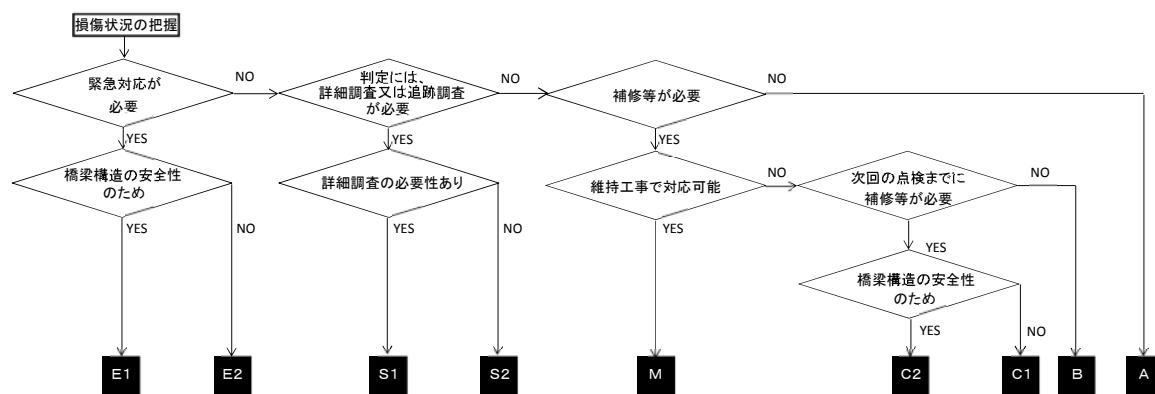 損傷状況の把握
緊急対応が
必要
NO
判定には、
詳細調査又は追跡調査
が必要
NO
補修等が必要
NO
YES
YES
YES
橋梁構造の安全性
のため
詳細調査の必要性あり
維持工事で対応可能
NO
次回の点検までに
補修等が必要
NO
YES
NO
YES
NO
YES
YES
橋梁構造の安全性
のため
YES
NO
E1
E2
S1
S2
M
C2
C1
B
A